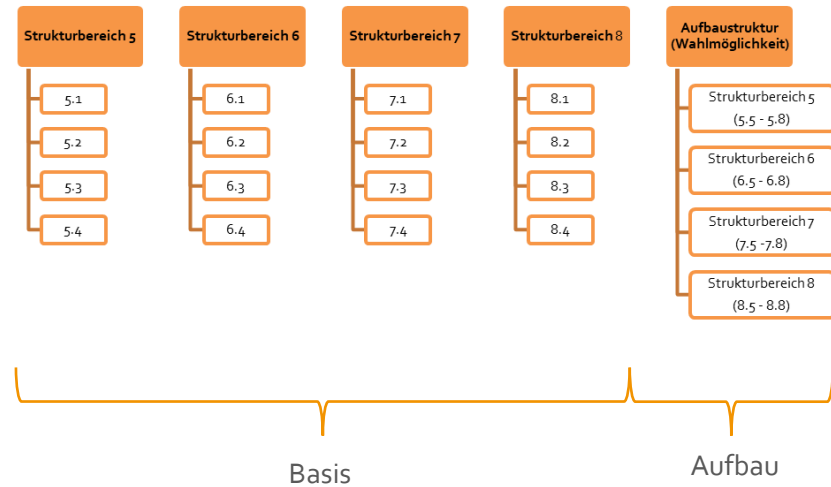 Strukturbereich 5
5.1
5.2
5.3
5.4
Strukturbereich 6
6.1
6.2
6.3
6.4
Strukturbereich 7
7.1
7.2
7.3
7.4
Strukturbereich 8
8.1
8.2
8.3
8.4
Aufbaustruktur
(Wahlmöglichkeit)
Strukturbereich 5
(5.5 - 5.8)
Strukturbereich 6
(6.5 - 6.8)
Strukturbereich 7
(7.5 -7.8)
Strukturbereich 8
(8.5 - 8.8)
Basis
Aufbau